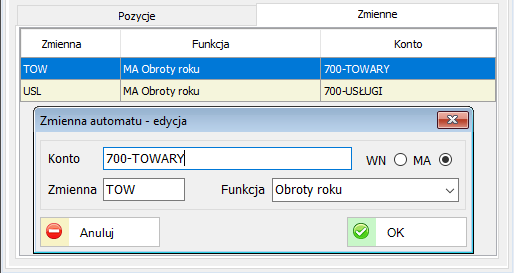 Pozycje Zmienne
Zmienna Funkcja Konto
TOW MA Obroty roku 700-TOWARY
USL MA Obroty roku 700-USŁUGI
Zmienna automatu - edycja
Konto 700-TOWARY WN MA
Zmienna TOW Funkcja Obroty roku
Anuluj OK